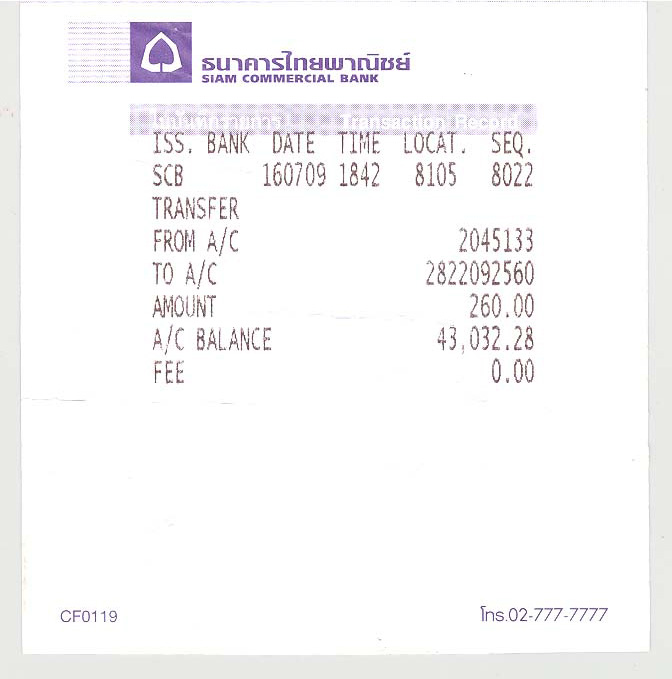 ธนาคารไทยพาณิชย์
SIAM COMMERCIAL BANK
Transaction Record
ISS. BANK DATE TIME LOCAT. SEQ.
SCB 160709 1842 8105 8022
TRANSFER
FROM A/C 2045133
TO A/C 2822092560
AMOUNT 260.00
A/C BALANCE 43,032.28
FEE 0.00
CF0119 โทร.02-777-7777